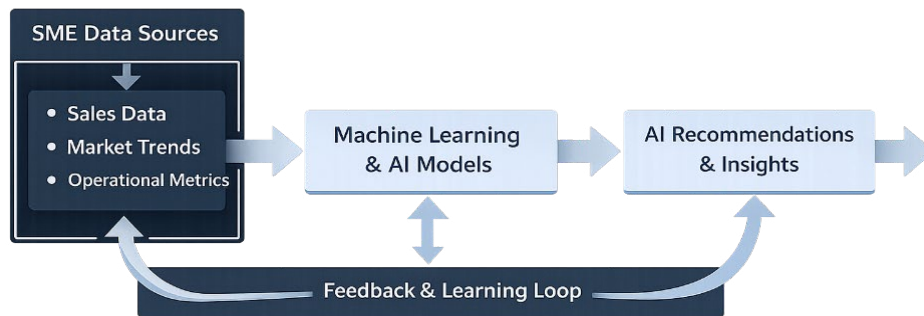 SME Data Sources
• Sales Data
• Market Trends
• Operational Metrics
Machine Learning
& AI Models
AI Recommendations
& Insights
Feedback & Learning Loop